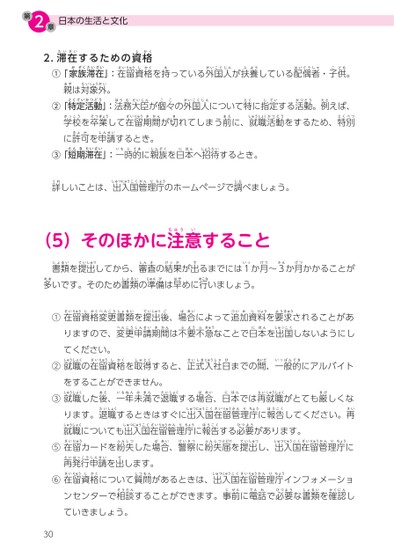 第2章 日本の生活と文化
2. 滞在するための資格
①「家族滞在」：在留資格を持っている外国人が扶養している配偶者・子供。
親は対象外。
②「特定活動」：法務大臣が個々の外国人について特に指定する活動。例えば、
学校を卒業して在留期間が切れてしまう前に、就職活動をするため、特別
に許可を申請するとき。
③「短期滞在」：一時的に親族を日本へ招待するとき。
詳しいことは、出入国管理庁のホームページで調べましょう。
（5）そのほかに注意すること
書類を提出してから、審査の結果が出るまでには1か月～3か月かかることが
多いです。そのため書類の準備は早めに行いましょう。
① 在留資格変更書類を提出後、場合によって追加資料を要求されることがあ
りますので、変更申請期間は不要不急なことで日本を出国しないようにし
てください。
② 就職の在留資格を取得すると、正式入社日までの間、一般的にアルバイト
をすることができません。
③ 就職した後、一年未満で退職する場合、日本では再就職がとても厳しくな
ります。退職するときはすぐに出入国在留管理庁に報告してください。再
就職についても出入国在留管理庁に報告する必要があります。
⑤ 在留カードを紛失した場合、警察に紛失届を提出し、出入国在留管理庁に
再発行申請を出します。
⑥ 在留資格について質問があるときは、出入国在留管理庁インフォメーショ
ンセンターで相談することができます。事前に電話で必要な書類を確認し
ていきましょう。
30